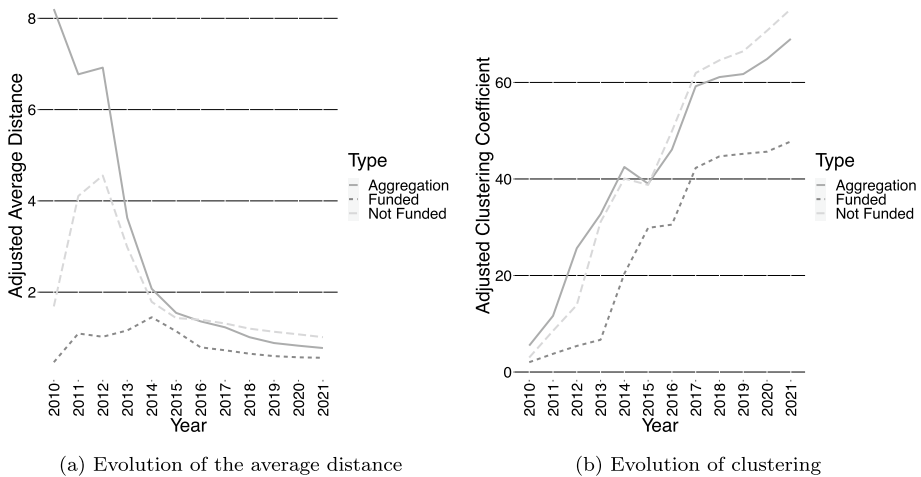 Adjusted Average Distance
8
6
4
2
2010
2011
2012
2013
2014
2015
2016
2017
2018
2019
2020
2021
Year
Type
Aggregation
Funded
Not Funded
(a) Evolution of the average distance
Adjusted Clustering Coefficient
60
40
20
0
2010
2011
2012
2013
2014
2015
2016
2017
2018
2019
2020
2021
Year
Type
Aggregation
Funded
Not Funded
(b) Evolution of clustering